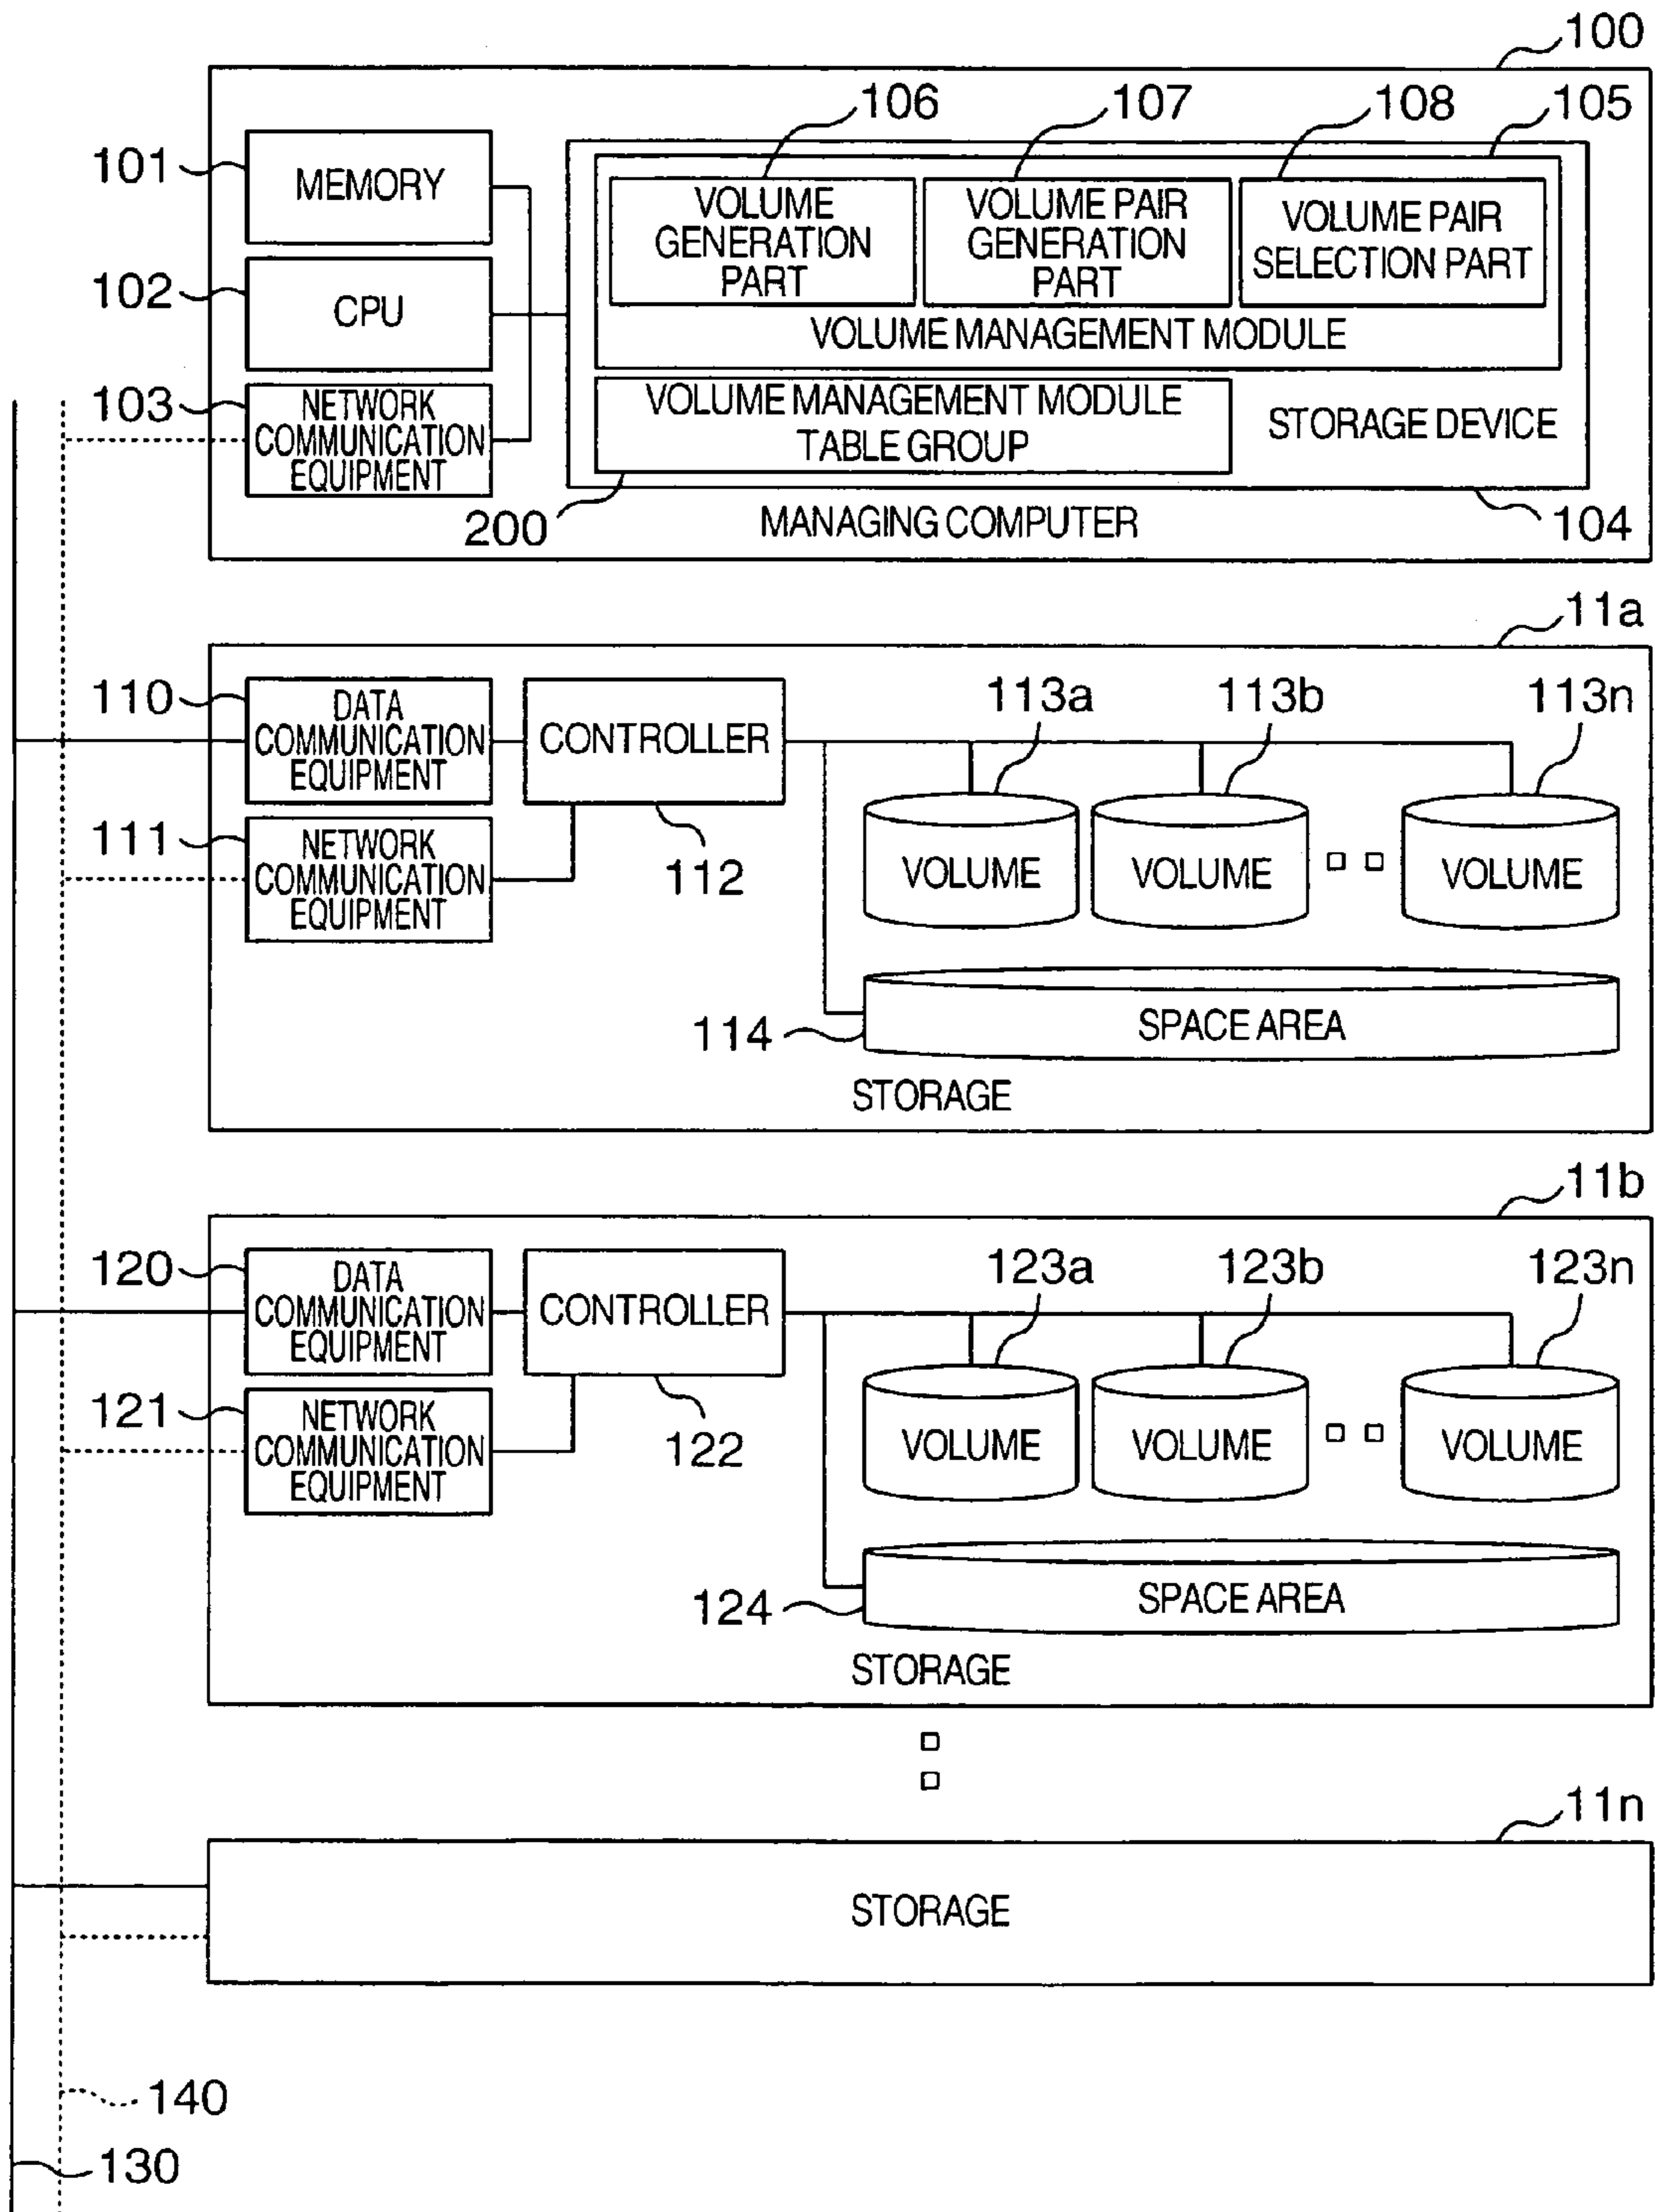 100
106
107
108
105
101
MEMORY
VOLUME
GENERATION
PART
VOLUME PAIR
GENERATION
PART
VOLUME PAIR
SELECTION PART
102
CPU
VOLUME MANAGEMENT MODULE
103
NETWORK
COMMUNICATION
EQUIPMENT
VOLUME MANAGEMENT MODULE
TABLE GROUP
STORAGE DEVICE
200
MANAGING COMPUTER
104
11a
110
DATA
COMMUNICATION
EQUIPMENT
CONTROLLER
113a
113b
113n
111
NETWORK
COMMUNICATION
EQUIPMENT
112
VOLUME
VOLUME
VOLUME
114
SPACE AREA
STORAGE
11b
120
DATA
COMMUNICATION
EQUIPMENT
CONTROLLER
123a
123b
123n
121
NETWORK
COMMUNICATION
EQUIPMENT
122
VOLUME
VOLUME
VOLUME
124
SPACE AREA
STORAGE
11n
STORAGE
140
130